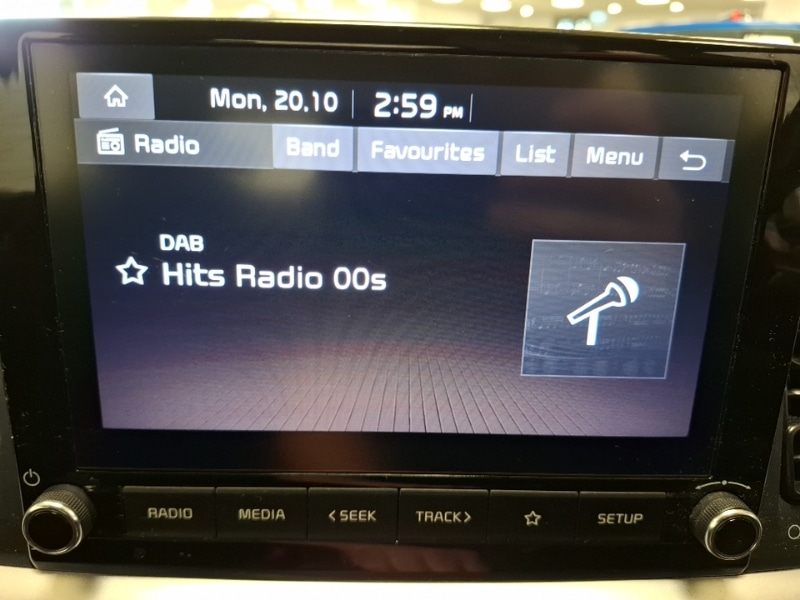 Mon, 20.10 2:59 PM
Radio Band Favourites List Menu
DAB
Hits Radio 00s
RADIO MEDIA <SEEK TRACK> SETUP